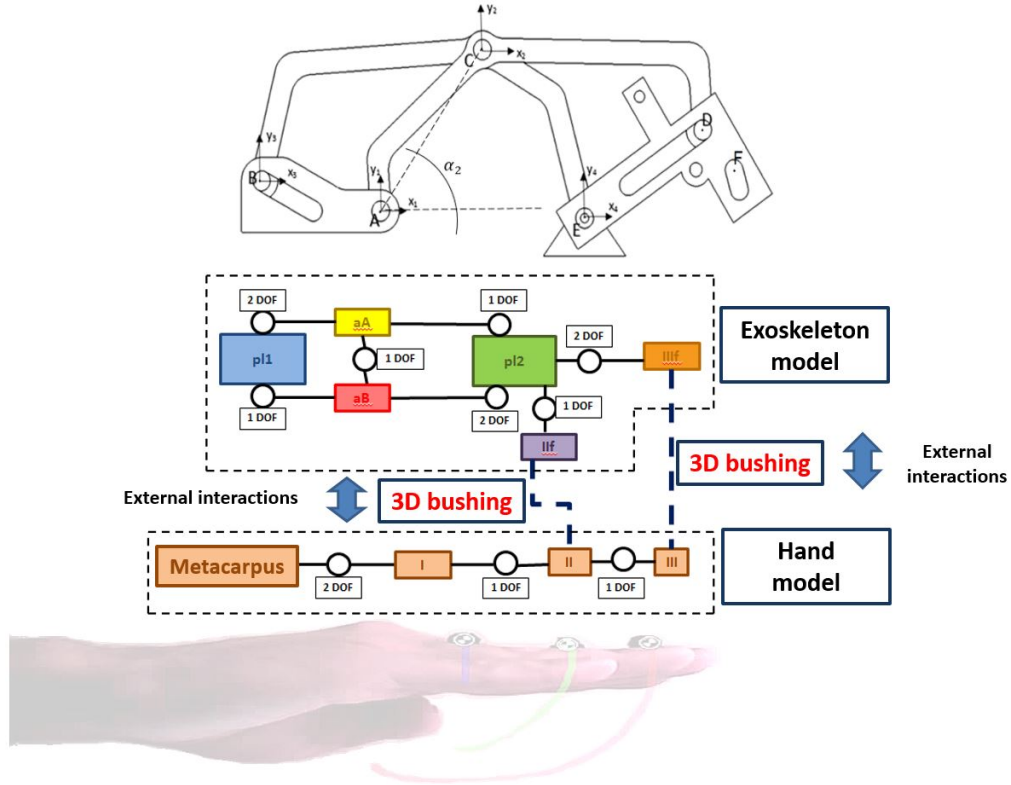 y₂
C
x₂
D
y₃
F
B
x₃
y₁
α₂
y₄
A
x₁
E
x₄
2 DOF
1 DOF
aA
2 DOF
Exoskeleton
model
pl1
1 DOF
pl2
IIIf
aB
1 DOF
1 DOF
2 DOF
IIf
3D bushing
External
interactions
External interactions
3D bushing
Metacarpus
I
II
III
Hand
model
2 DOF
1 DOF
1 DOF